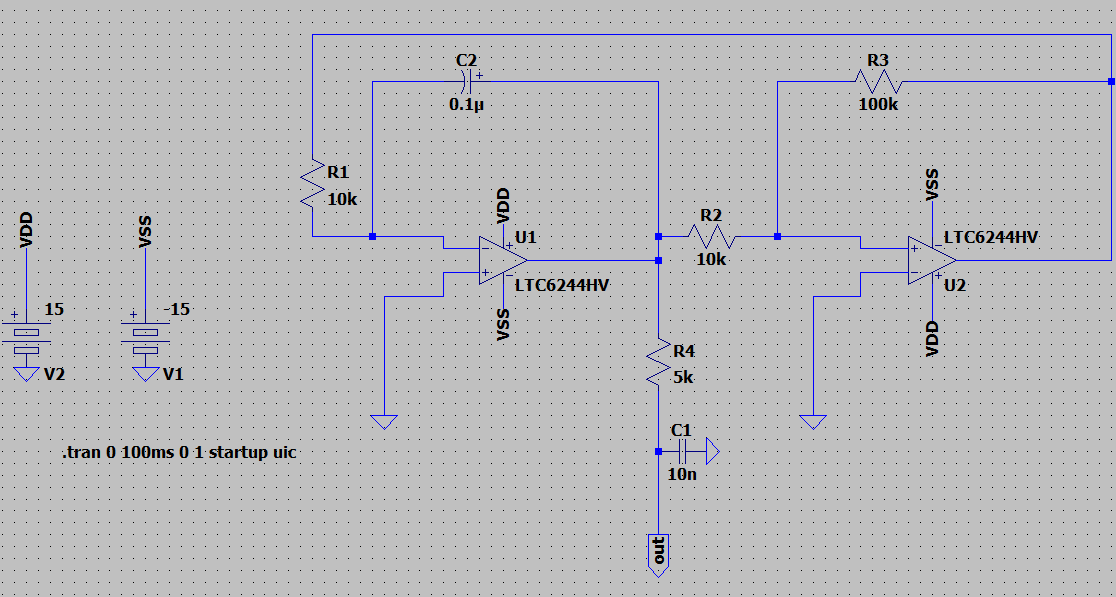 C2
+
0.1µ
R3
100k
R1
10k
VDD
VSS
VDD
VSS
R2
10k
U1
LTC6244HV
LTC6244HV
U2
+
15
V2
+
-15
V1
VSS
VDD
R4
5k
C1
10n
.tran 0 100ms 0 1 startup uic
out